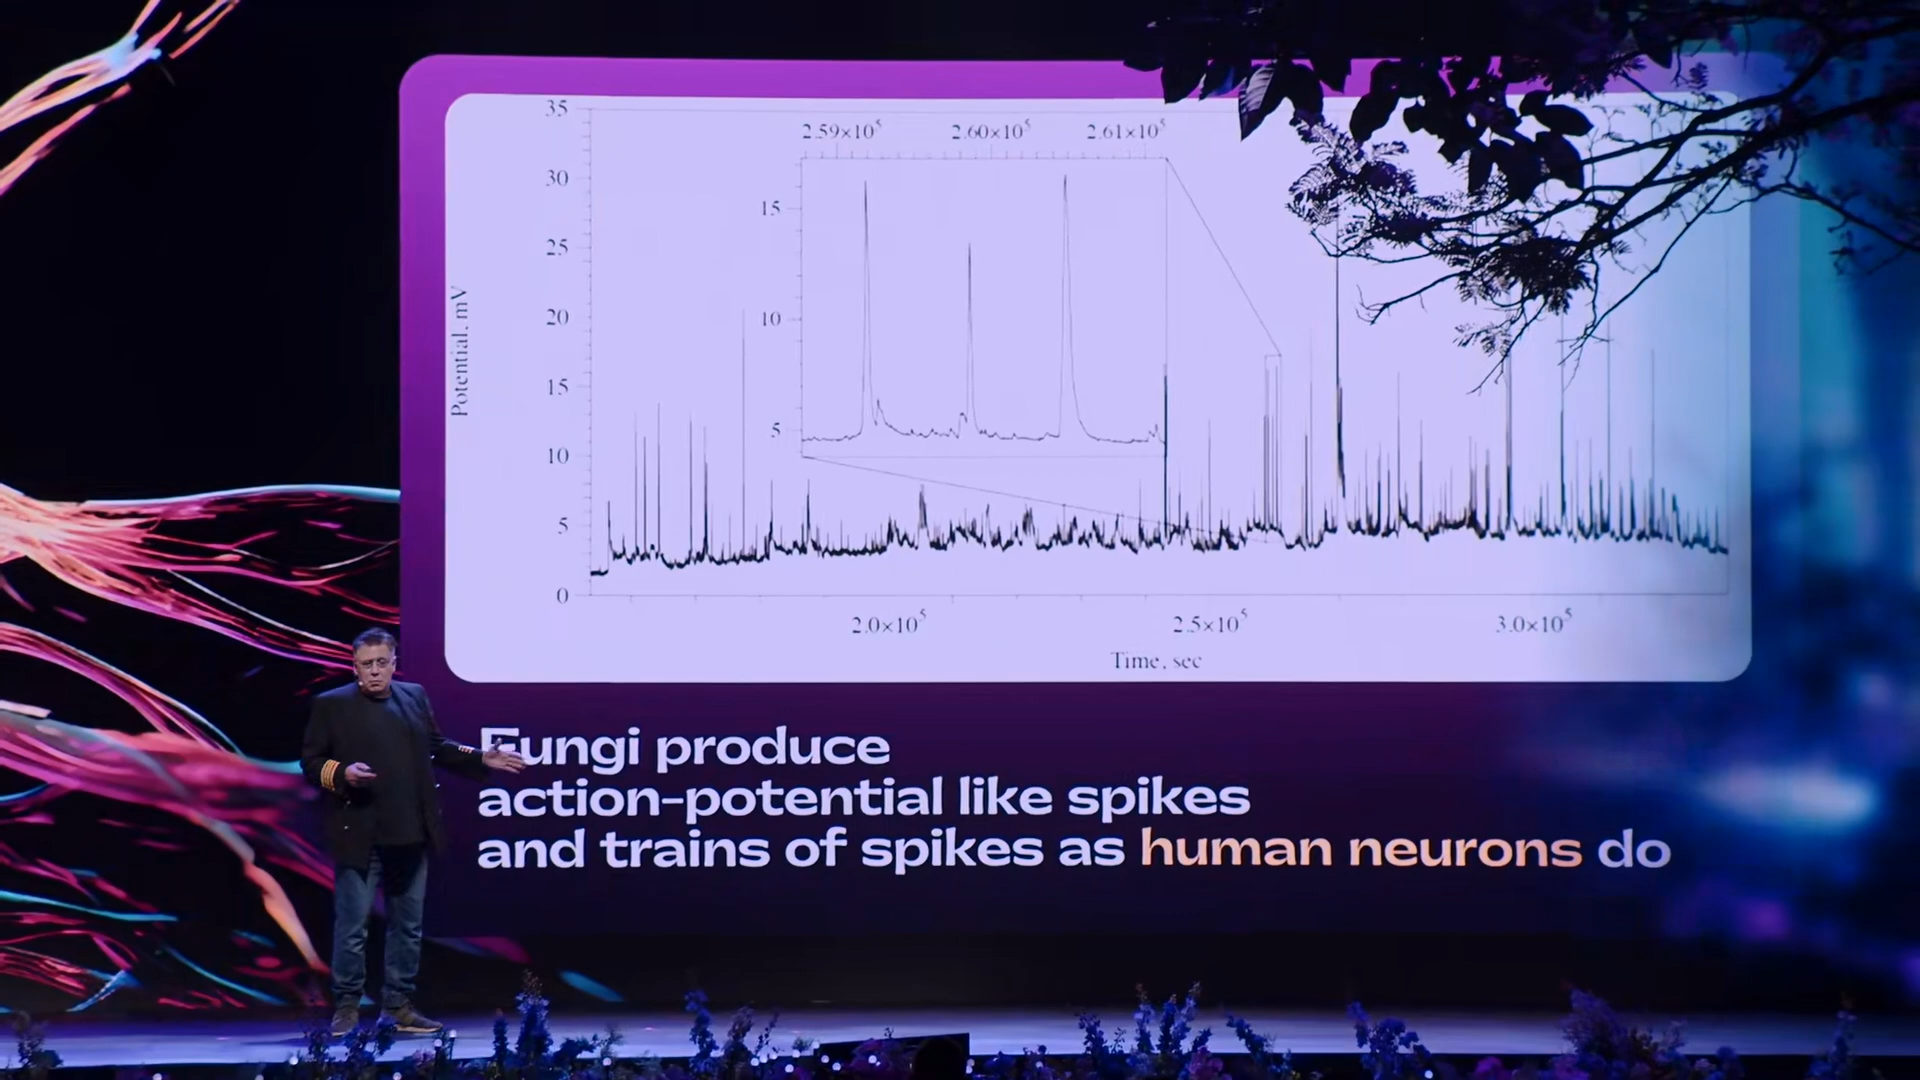 35
2.59×10⁵ 2.60×10⁵ 2.61×10⁵
30
15
25
20
10
Potential, mV
15
5
10
5
0
2.0×10⁵ 2.5×10⁵ 3.0×10⁵
Time, sec
Fungi produce
action-potential like spikes
and trains of spikes as human neurons do